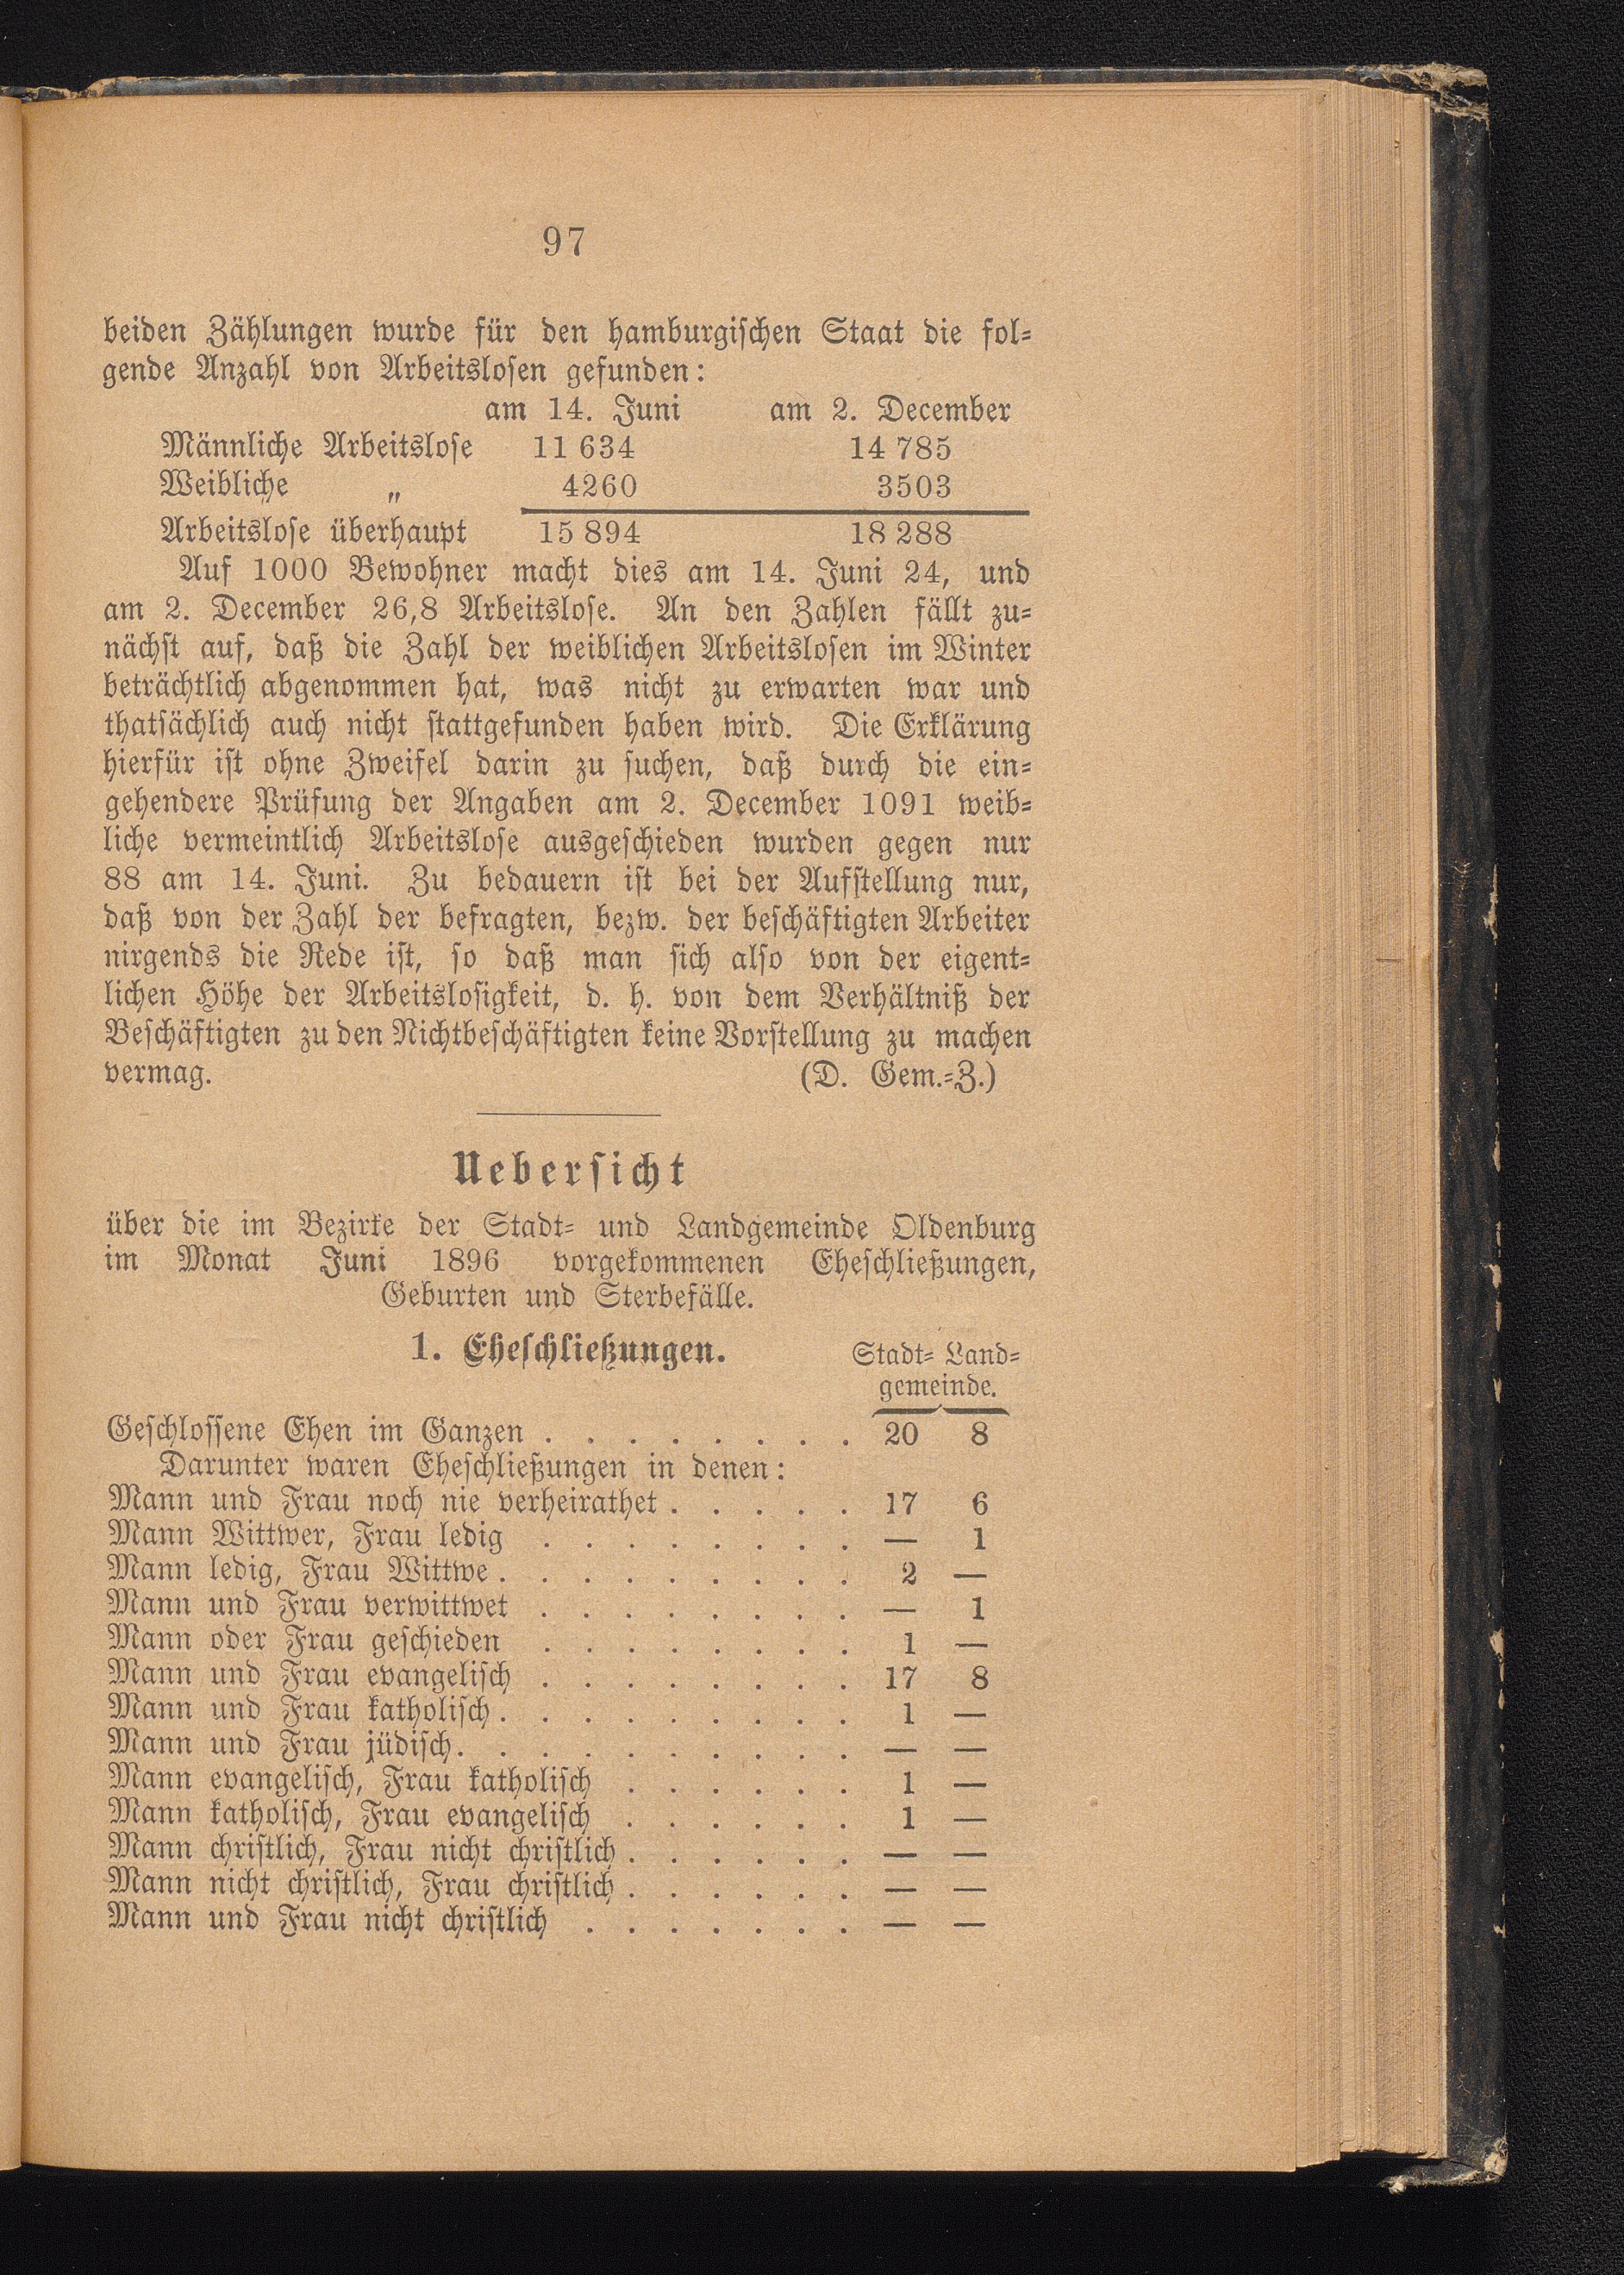 97
beiden Zählungen wurde für den hamburgischen Staat die fol-
gende Anzahl von Arbeitslosen gefunden:
am 14. Juni am 2. December
Männliche Arbeitslose 11 634 14 785
Weibliche „ 4260 3503
Arbeitslose überhaupt 15 894 18 288
Auf 1000 Bewohner macht dies am 14. Juni 24, und
am 2. December 26,8 Arbeitslose. An den Zahlen fällt zu-
nächst auf, daß die Zahl der weiblichen Arbeitslosen im Winter
beträchtlich abgenommen hat, was nicht zu erwarten war und
thatsächlich auch nicht stattgefunden haben wird. Die Erklärung
hierfür ist ohne Zweifel darin zu suchen, daß durch die ein-
gehendere Prüfung der Angaben am 2. December 1091 weib-
liche vermeintlich Arbeitslose ausgeschieden wurden gegen nur
88 am 14. Juni. Zu bedauern ist bei der Aufstellung nur,
daß von der Zahl der befragten, bezw. der beschäftigten Arbeiter
nirgends die Rede ist, so daß man sich also von der eigent-
lichen Höhe der Arbeitslosigkeit, d. h. von dem Verhältniß der
Beschäftigten zu den Nichtbeschäftigten keine Vorstellung zu machen
vermag. (D. Gem.-Z.)
Uebersicht
über die im Bezirke der Stadt- und Landgemeinde Oldenburg
im Monat Juni 1896 vorgekommenen Eheschließungen,
Geburten und Sterbefälle.
1. Eheschließungen. Stadt- Land-
gemeinde.
Geschlossene Ehen im Ganzen . . . . . . . . 20 8
Darunter waren Eheschließungen in denen:
Mann und Frau noch nie verheirathet . . . . . 17 6
Mann Wittwer, Frau ledig . . . . . . . . — 1
Mann ledig, Frau Wittwe . . . . . . . . . 2 —
Mann und Frau verwittwet . . . . . . . . — 1
Mann oder Frau geschieden . . . . . . . . 1 —
Mann und Frau evangelisch . . . . . . . . 17 8
Mann und Frau katholisch . . . . . . . . . 1 —
Mann und Frau jüdisch . . . . . . . . . . — —
Mann evangelisch, Frau katholisch . . . . . . 1 —
Mann katholisch, Frau evangelisch . . . . . . 1 —
Mann christlich, Frau nicht christlich . . . . . . — —
Mann nicht christlich, Frau christlich . . . . . . — —
Mann und Frau nicht christlich . . . . . . . — —